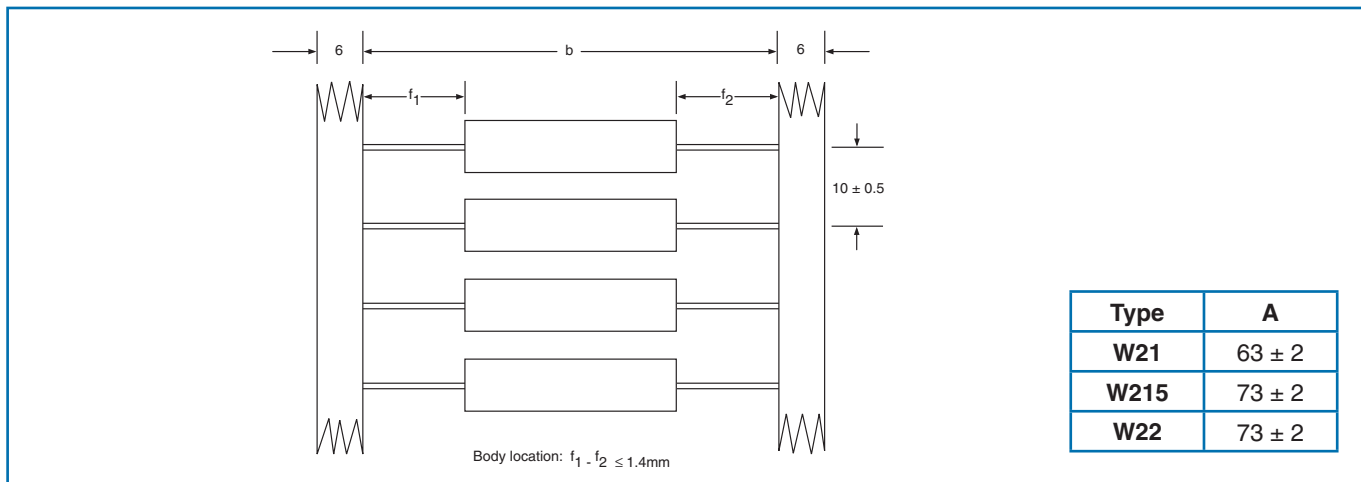 6 b 6
f1 f2
10 ± 0.5
Body location: f1 - f2 ≤ 1.4mm
Type A
W21 63 ± 2
W215 73 ± 2
W22 73 ± 2